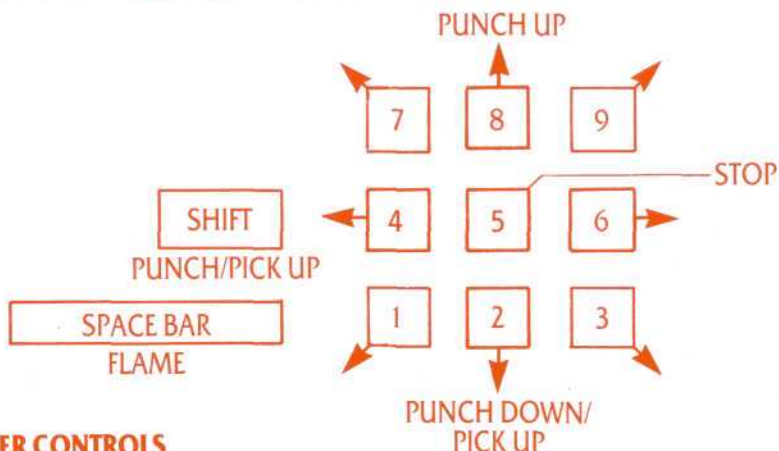 PUNCH UP
7 8 9
STOP
SHIFT 4 5 6
PUNCH/PICK UP
SPACE BAR 1 2 3
FLAME
PUNCH DOWN/
PICK UP
CONTROLS